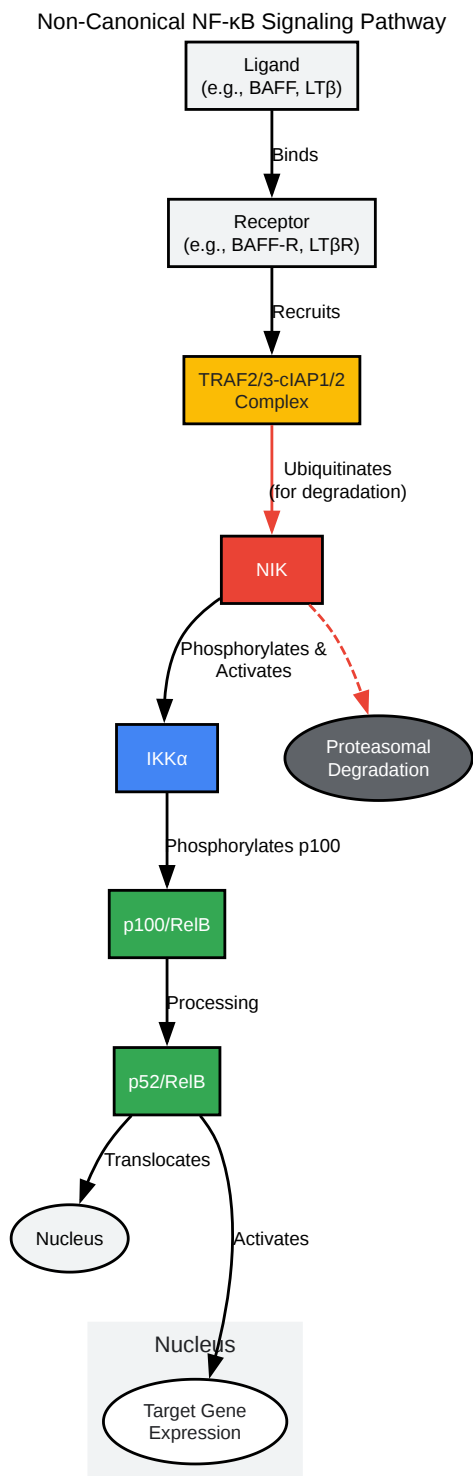 Non-Canonical NF-κB Signaling Pathway
Ligand
(e.g., BAFF, LTβ)
Binds
Receptor
(e.g., BAFF-R, LTβR)
Recruits
TRAF2/3-cIAP1/2
Complex
Ubiquitinates
(for degradation)
NIK
Phosphorylates &
Activates
Proteasomal
Degradation
IKKα
Phosphorylates p100
p100/RelB
Processing
p52/RelB
Translocates
Nucleus
Activates
Nucleus
Target Gene
Expression